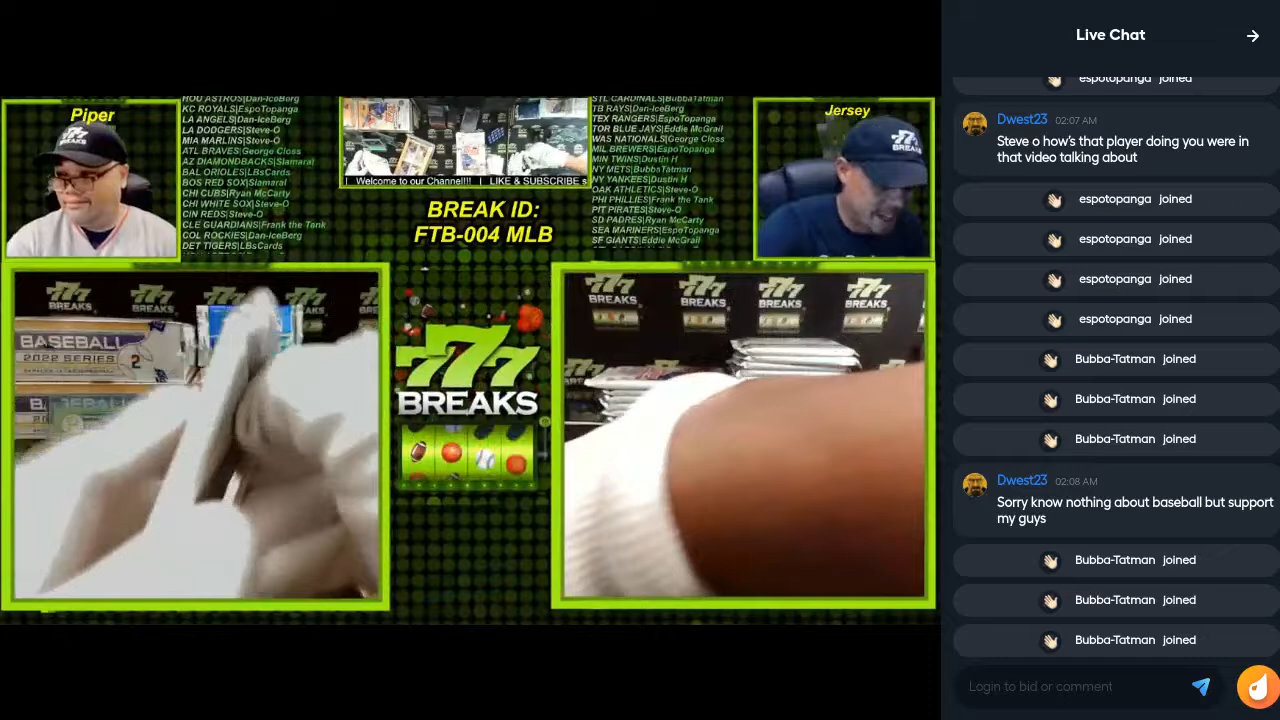 Live Chat
espotopanga joined
Dwest23 02:07 AM
Steve o how's that player doing you were in
that video talking about
espotopanga joined
espotopanga joined
espotopanga joined
espotopanga joined
Bubba-Tatman joined
Bubba-Tatman joined
Bubba-Tatman joined
Dwest23 02:08 AM
Sorry know nothing about baseball but support
my guys
Bubba-Tatman joined
Bubba-Tatman joined
Bubba-Tatman joined
Login to bid or comment
Piper
HOU ASTROS|Dan-IceBerg
KC ROYALS|EspoTopanga
LA ANGELS|Dan-IceBerg
LA DODGERS|Steve-O
MIA MARLINS|Steve-O
ATL BRAVES|George Closs
AZ DIAMONDBACKS|Slamaral
BAL ORIOLES|LBsCards
BOS RED SOX|Slamaral
CHI CUBS|Ryan McCarty
CHI WHITE SOX|Steve-O
CIN REDS|Steve-O
CLE GUARDIANS|Frank the Tank
COL ROCKIES|Dan-IceBerg
DET TIGERS|LBsCards
Welcome to our Channel!!! | LIKE & SUBSCRIBE s
BREAK ID:
FTB-004 MLB
STL CARDINALS|BubbaTatman
TB RAYS|Dan-IceBerg
TEX RANGERS|EspoTopanga
TOR BLUE JAYS|Eddie McGrail
WAS NATIONALS|George Closs
MIL BREWERS|EspoTopanga
MIN TWINS|Dustin H
NY METS|BubbaTatman
NY YANKEES|Dustin H
OAK ATHLETICS|Steve-O
PHI PHILLIES|Frank the Tank
PIT PIRATES|Steve-O
SD PADRES|Ryan McCarty
SEA MARINERS|EspoTopanga
SF GIANTS|Eddie McGrail
Jersey
777
BREAKS
BASEBALL
2022 SERIES 2
777
BREAKS